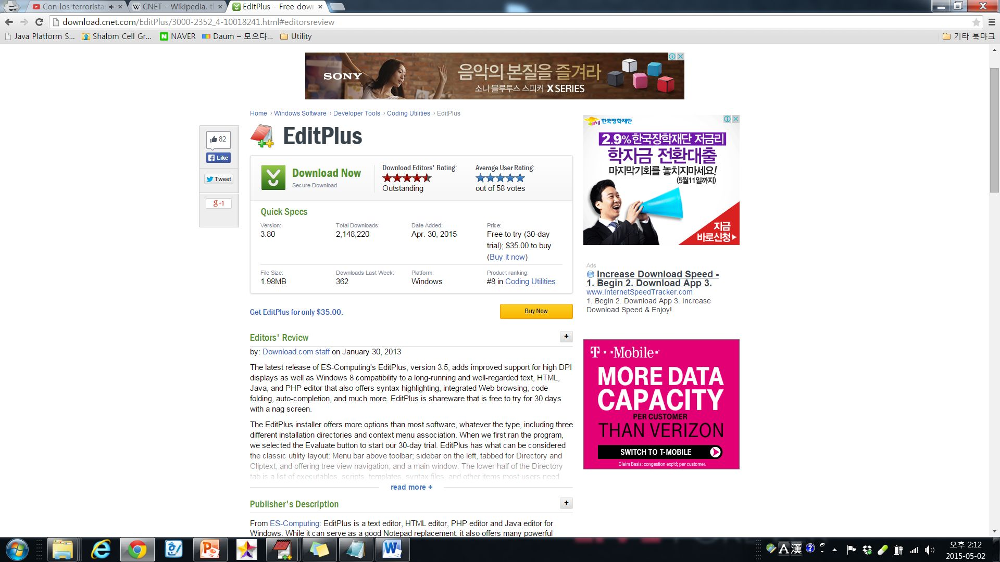 Con los terrorista
CNET - Wikipedia, tl
EditPlus - Free dow
download.cnet.com/EditPlus/3000-2352_4-10018241.html#editorsreview
Java Platform S...
Shalom Cell Gr...
NAVER
Daum – 모으다...
Utility
기타 북마크
SONY
음악의 본질을 즐겨라
소니 블루투스 스피커 X SERIES
Home › Windows Software › Developer Tools › Coding Utilities › EditPlus
82
Like
Tweet
g+1
EditPlus
Download Now
Secure Download
Download Editors' Rating:
Outstanding
Average User Rating:
out of 58 votes
Quick Specs
Version:
3.80
Total Downloads:
2,148,220
Date Added:
Apr. 30, 2015
Price:
Free to try (30-day
trial); $35.00 to buy
(Buy it now)
File Size:
1.98MB
Downloads Last Week:
362
Platform:
Windows
Product ranking:
#8 in Coding Utilities
Get EditPlus for only $35.00.
Buy Now
Editors' Review
+
by: Download.com staff on January 30, 2013
The latest release of ES-Computing's EditPlus, version 3.5, adds improved support for high DPI
displays as well as Windows 8 compatibility to a long-running and well-regarded text, HTML,
Java, and PHP editor that also offers syntax highlighting, integrated Web browsing, code
folding, auto-completion, and much more. EditPlus is shareware that is free to try for 30 days
with a nag screen.
The EditPlus installer offers more options than most software, whatever the type, including three
different installation directories and context menu association. When we first ran the program,
we selected the Evaluate button to start our 30-day trial. EditPlus has what can be considered
the classic utility layout: Menu bar above toolbar; sidebar on the left, tabbed for Directory and
Cliptext, and offering tree view navigation; and a main window. The lower half of the Directory
tab is a list of executables, scripts, templates, syntax files, and other items most users need
read more +
Publisher's Description
+
From ES-Computing: EditPlus is a text editor, HTML editor, PHP editor and Java editor for
Windows. While it can serve as a good Notepad replacement, it also offers many powerful
한국장학재단
2.9% 한국장학재단 저금리
학자금 전환대출
마지막기회를 놓치지마세요!
(5월11일까지)
지금
바로신청
Ads
Increase Download Speed -
1. Begin 2. Download App 3.
www.InternetSpeedTracker.com
1. Begin 2. Download App 3. Increase
Download Speed & Enjoy!
T··Mobile·
MORE DATA
CAPACITY
PER CUSTOMER
THAN VERIZON
SWITCH TO T-MOBILE
Claim Basis: congestion exp'd; per customer.
A 漢
오후 2:12
2015-05-02